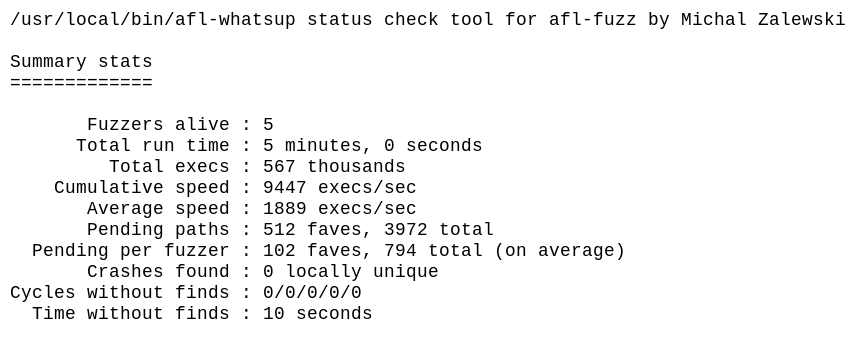 /usr/local/bin/afl-whatsup status check tool for afl-fuzz by Michal Zalewski
Summary stats
=============
Fuzzers alive : 5
Total run time : 5 minutes, 0 seconds
Total execs : 567 thousands
Cumulative speed : 9447 execs/sec
Average speed : 1889 execs/sec
Pending paths : 512 faves, 3972 total
Pending per fuzzer : 102 faves, 794 total (on average)
Crashes found : 0 locally unique
Cycles without finds : 0/0/0/0/0
Time without finds : 10 seconds